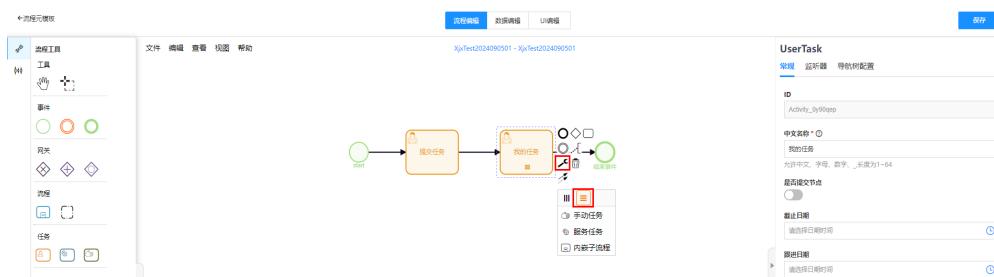 ←流程元模板
流程编辑 数据编辑 UI编辑
保存
流程工具
工具
事件
网关
流程
任务
文件 编辑 查看 视图 帮助
XjxTest2024090501 - XjxTest2024090501
start
提交任务
我的任务
结束事件
手动任务
服务任务
内嵌子流程
UserTask
常规 监听器 导航树配置
ID
Activity_0y90qep
中文名称 *
我的任务
允许中文、字母、数字、_,长度为1~64
是否提交节点
截止日期
请选择日期时间
跟进日期
请选择日期时间